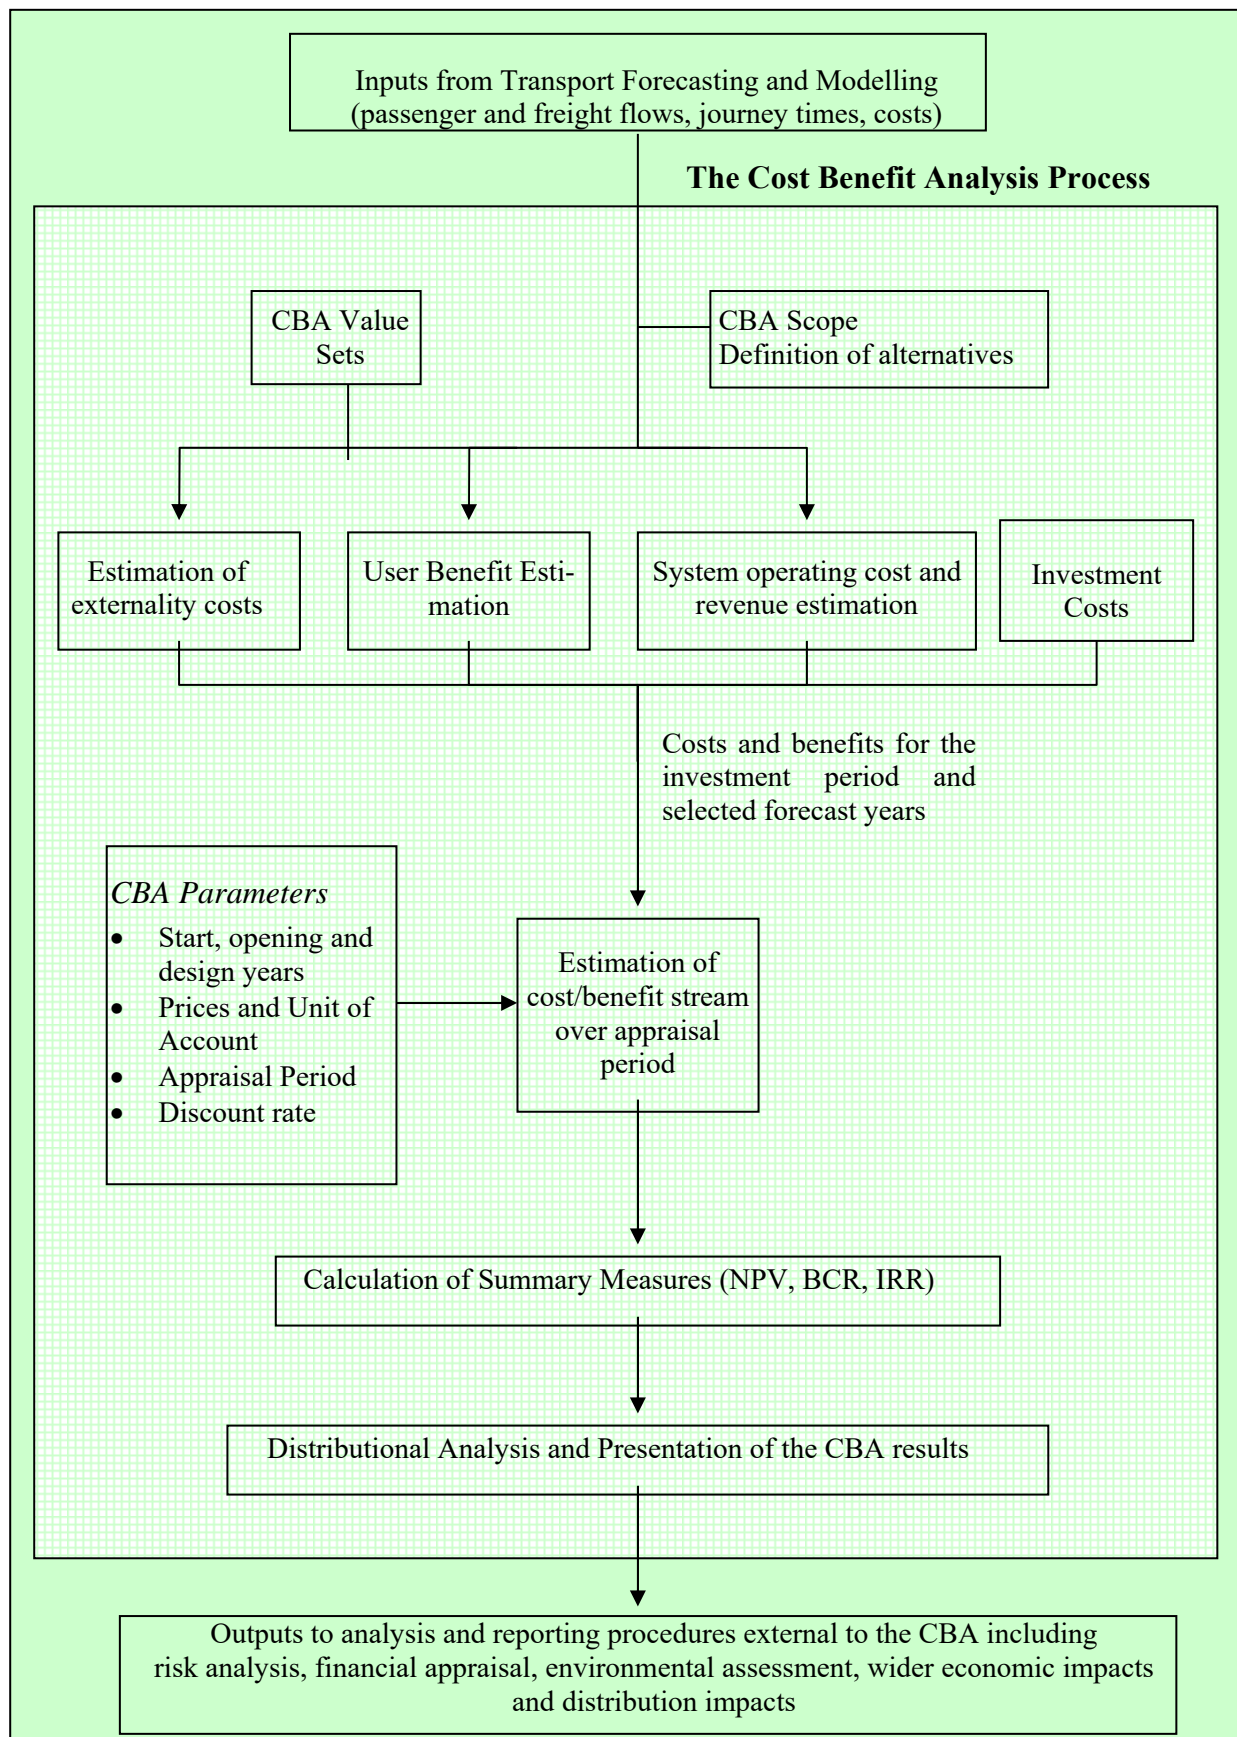 Inputs from Transport Forecasting and Modelling
(passenger and freight flows, journey times, costs)
The Cost Benefit Analysis Process
CBA Value
Sets
CBA Scope
Definition of alternatives
Estimation of
externality costs
User Benefit Esti-
mation
System operating cost and
revenue estimation
Investment
Costs
Costs and benefits for the
investment period and
selected forecast years
CBA Parameters
• Start, opening and
design years
• Prices and Unit of
Account
• Appraisal Period
• Discount rate
Estimation of
cost/benefit stream
over appraisal
period
Calculation of Summary Measures (NPV, BCR, IRR)
Distributional Analysis and Presentation of the CBA results
Outputs to analysis and reporting procedures external to the CBA including
risk analysis, financial appraisal, environmental assessment, wider economic impacts
and distribution impacts